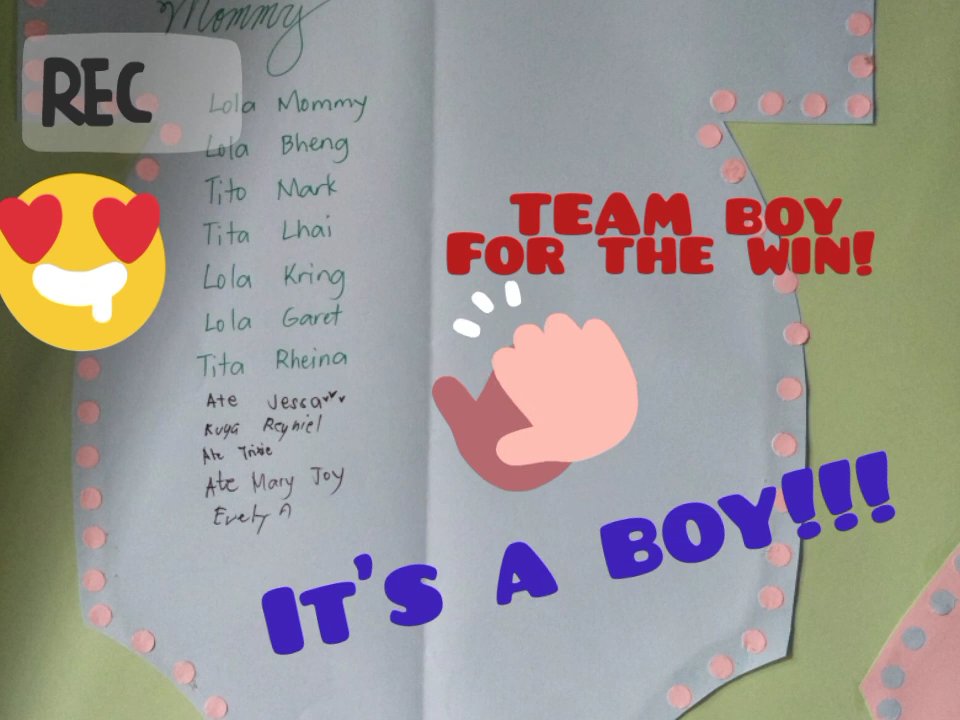 Mommy
REC
Lola Mommy
Lola Bheng
Tito Mark
Tita Lhai
Lola Kring
Lola Garet
Tita Rheina
Ate Jessa
Kuya Reyniel
Ate Trixie
Ate Mary Joy
Evelyn
TEAM BOY
FOR THE WIN!
IT'S A BOY!!!